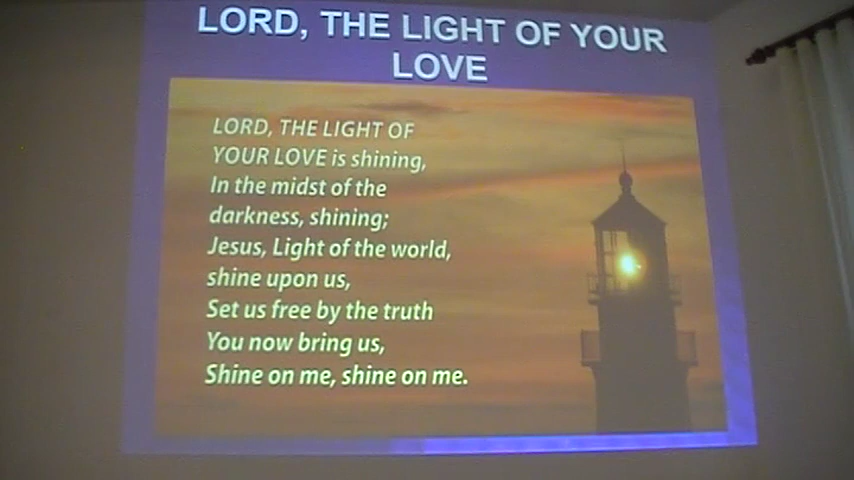 LORD, THE LIGHT OF YOUR
LOVE
LORD, THE LIGHT OF
YOUR LOVE is shining,
In the midst of the
darkness, shining;
Jesus, Light of the world,
shine upon us,
Set us free by the truth
You now bring us,
Shine on me, shine on me.